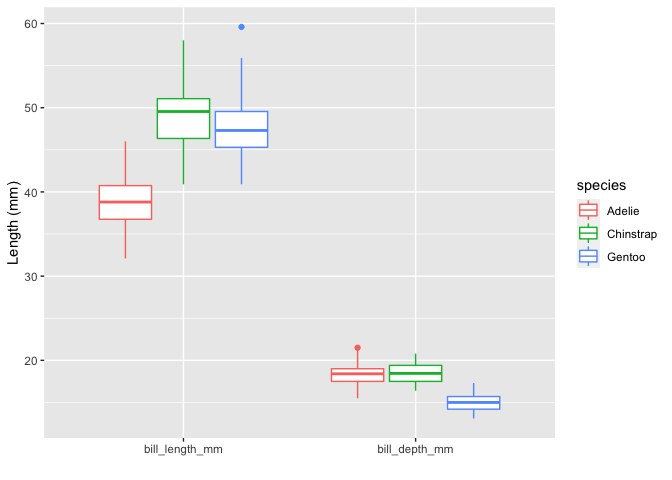 Length (mm)
60
50
40
30
20
bill_length_mm
bill_depth_mm
species
Adelie
Chinstrap
Gentoo